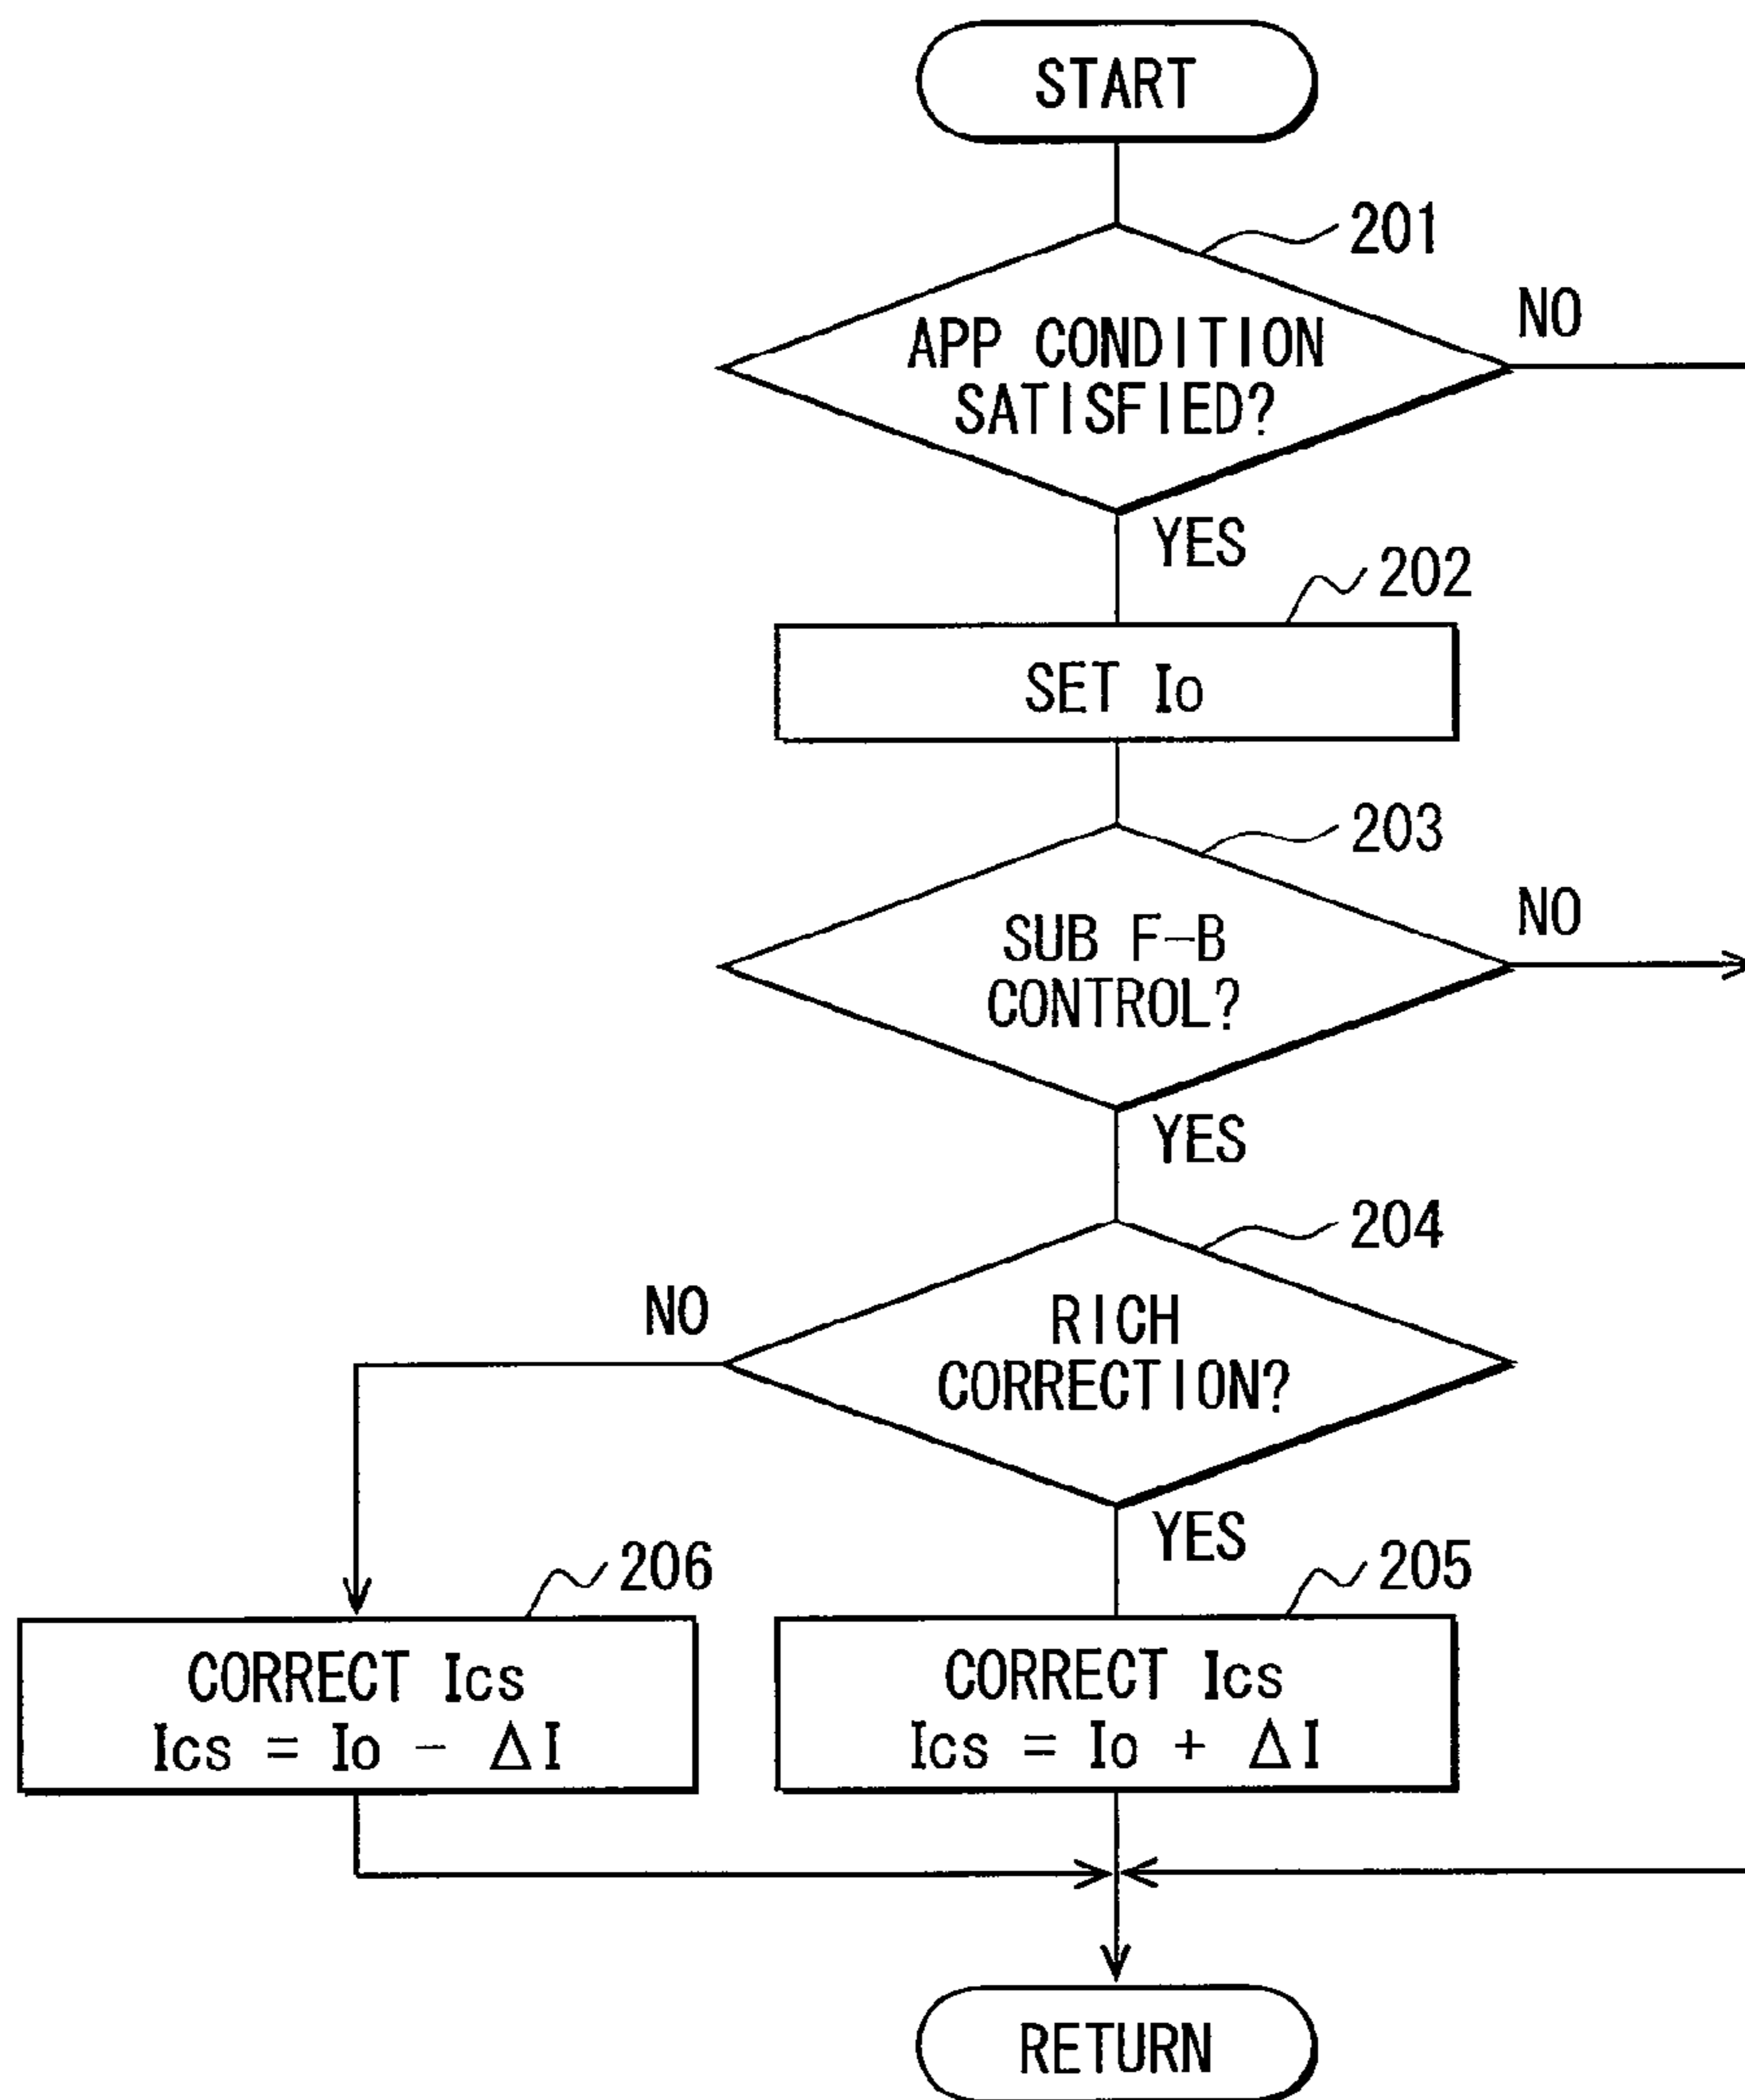 START
201
APP CONDITION
SATISFIED?
NO
YES
202
SET Io
203
SUB F-B
CONTROL?
NO
YES
204
RICH
CORRECTION?
NO
YES
206
CORRECT Ics
Ics = Io - ΔI
205
CORRECT Ics
Ics = Io + ΔI
RETURN